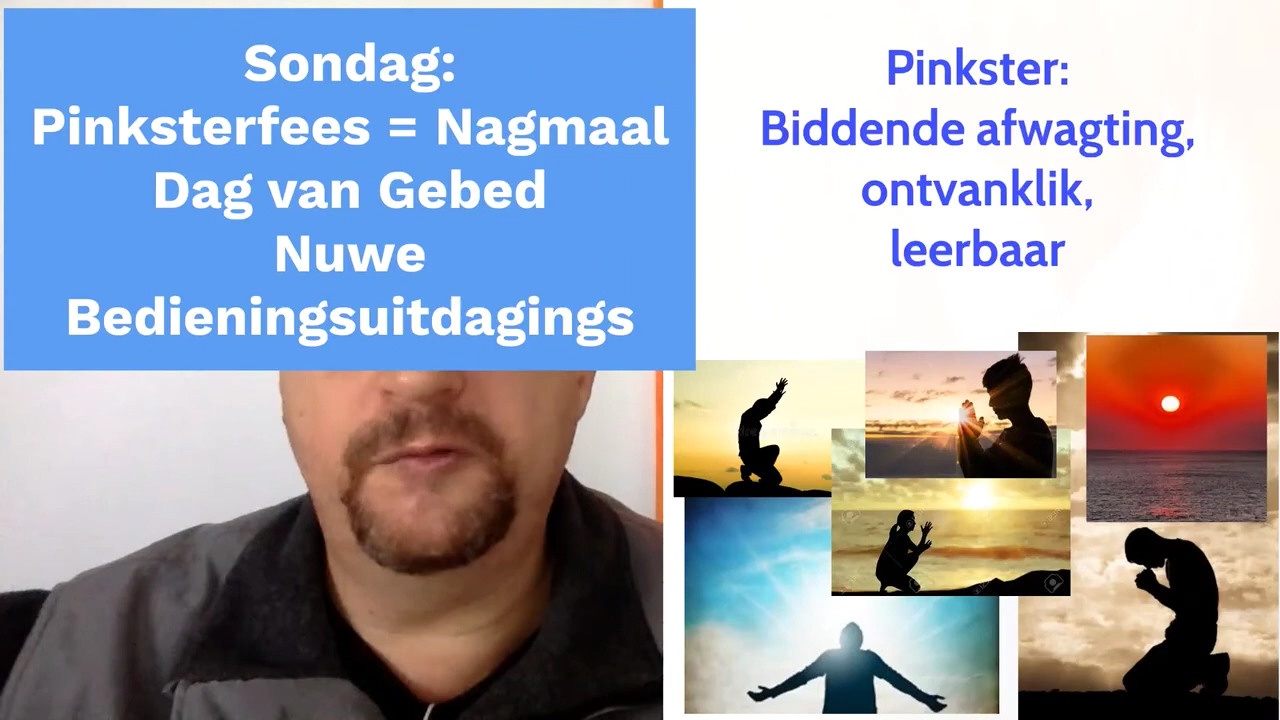 Sondag:
Pinksterfees = Nagmaal
Dag van Gebed
Nuwe
Bedieningsuitdagings
Pinkster:
Biddende afwagting,
ontvanklik,
leerbaar